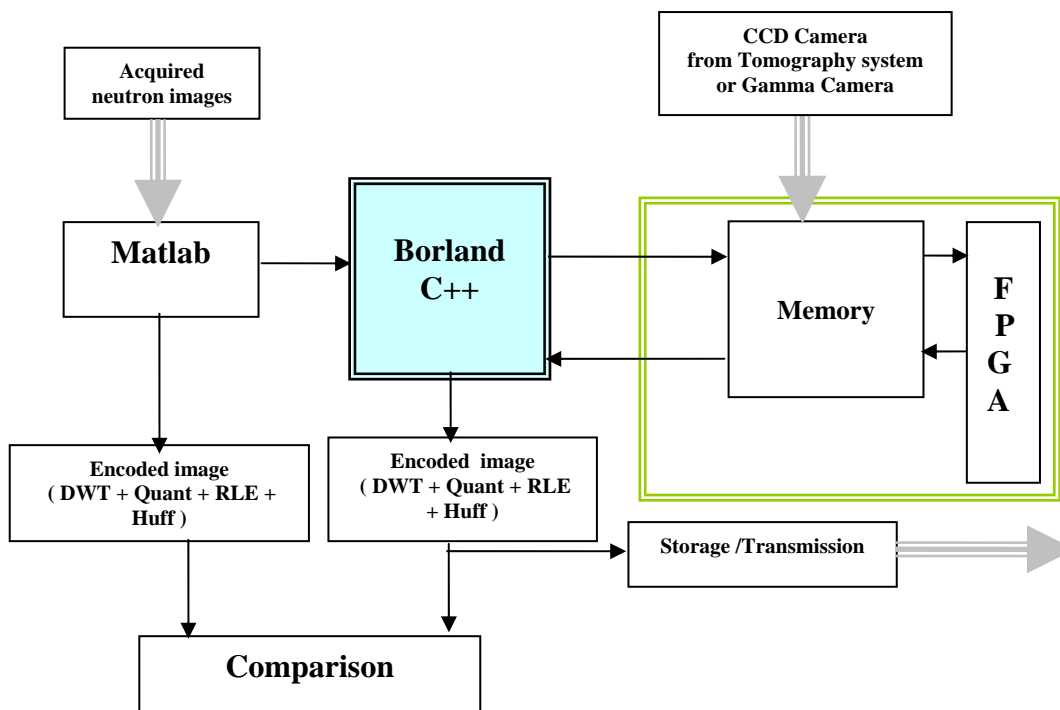 Acquired
neutron images
CCD Camera
from Tomography system
or Gamma Camera
Matlab
Borland
C++
Memory
F
P
G
A
Encoded image
( DWT + Quant + RLE +
Huff )
Encoded image
( DWT + Quant + RLE
+ Huff )
Storage /Transmission
Comparison